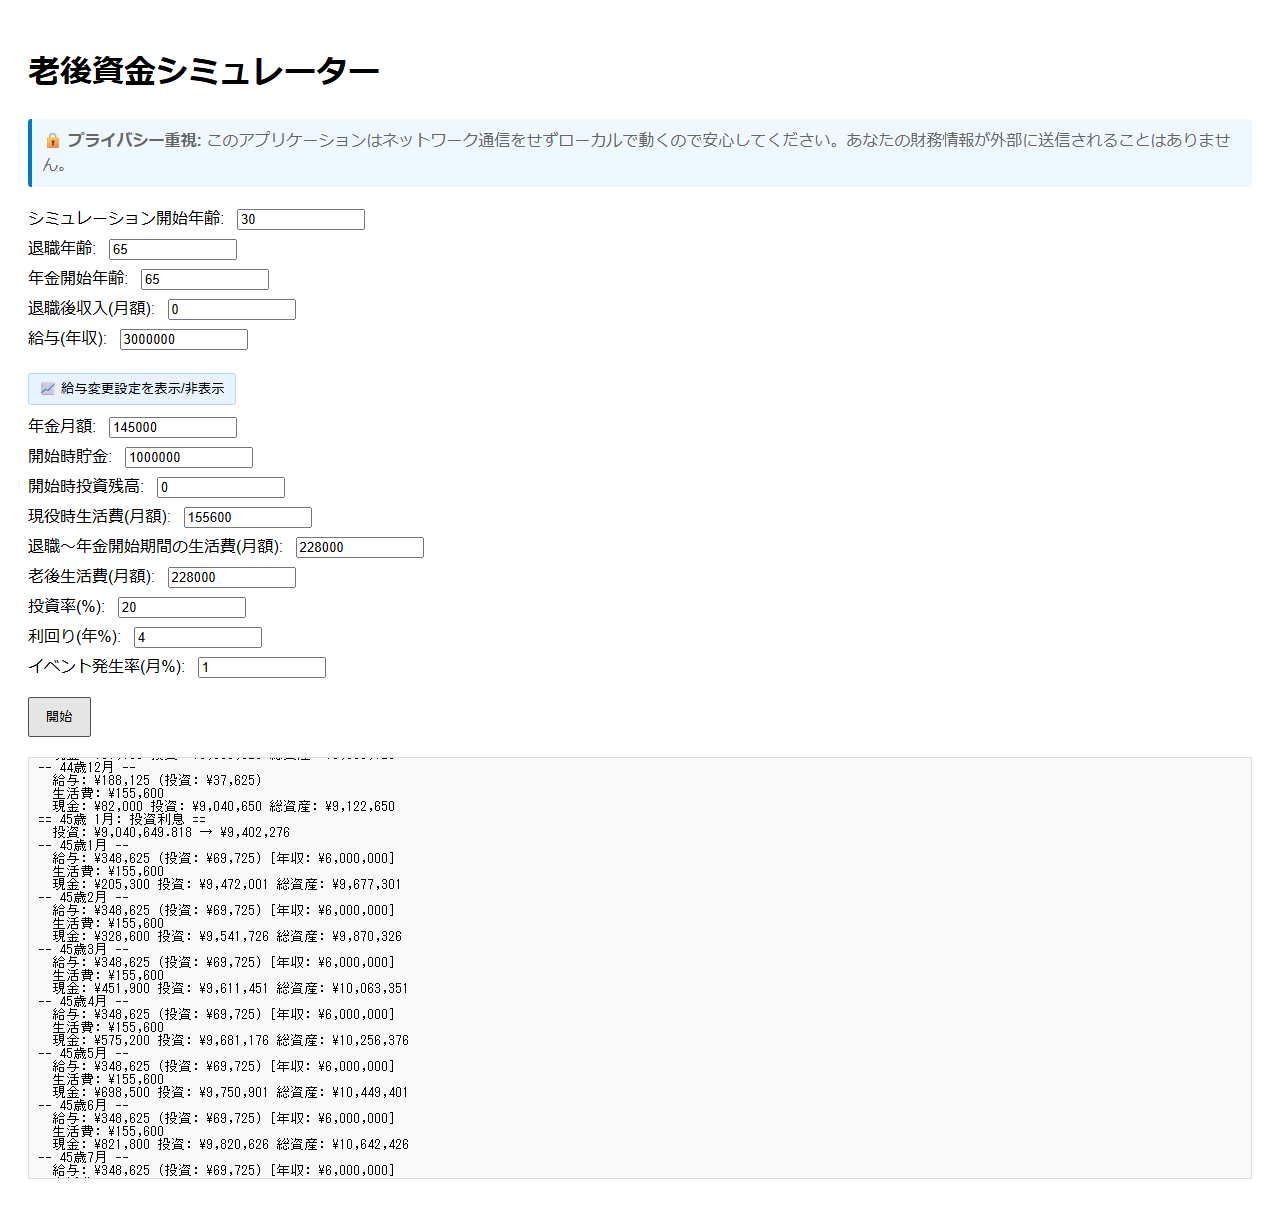 老後資金シミュレーター
🔒 プライバシー重視: このアプリケーションはネットワーク通信をせずローカルで動くので安心してください。あなたの財務情報が外部に送信されることはありませ
ん。
シミュレーション開始年齢: 30
退職年齢: 65
年金開始年齢: 65
退職後収入(月額): 0
給与(年収): 3000000
📈 給与変更設定を表示/非表示
年金月額: 145000
開始時貯金: 1000000
開始時投資残高: 0
現役時生活費(月額): 155600
退職～年金開始期間の生活費(月額): 228000
老後生活費(月額): 228000
投資率(%): 20
利回り(年%): 4
イベント発生率(月%): 1
開始
-- 44歳12月 --
給与: ¥188,125 (投資: ¥37,625)
生活費: ¥155,600
現金: ¥82,000 投資: ¥9,040,650 総資産: ¥9,122,650
== 45歳 1月: 投資利息 ==
投資: ¥9,040,649.818 → ¥9,402,276
-- 45歳1月 --
給与: ¥348,625 (投資: ¥69,725) [年収: ¥6,000,000]
生活費: ¥155,600
現金: ¥205,300 投資: ¥9,472,001 総資産: ¥9,677,301
-- 45歳2月 --
給与: ¥348,625 (投資: ¥69,725) [年収: ¥6,000,000]
生活費: ¥155,600
現金: ¥328,600 投資: ¥9,541,726 総資産: ¥9,870,326
-- 45歳3月 --
給与: ¥348,625 (投資: ¥69,725) [年収: ¥6,000,000]
生活費: ¥155,600
現金: ¥451,900 投資: ¥9,611,451 総資産: ¥10,063,351
-- 45歳4月 --
給与: ¥348,625 (投資: ¥69,725) [年収: ¥6,000,000]
生活費: ¥155,600
現金: ¥575,200 投資: ¥9,681,176 総資産: ¥10,256,376
-- 45歳5月 --
給与: ¥348,625 (投資: ¥69,725) [年収: ¥6,000,000]
生活費: ¥155,600
現金: ¥698,500 投資: ¥9,750,901 総資産: ¥10,449,401
-- 45歳6月 --
給与: ¥348,625 (投資: ¥69,725) [年収: ¥6,000,000]
生活費: ¥155,600
現金: ¥821,800 投資: ¥9,820,626 総資産: ¥10,642,426
-- 45歳7月 --
給与: ¥348,625 (投資: ¥69,725) [年収: ¥6,000,000]